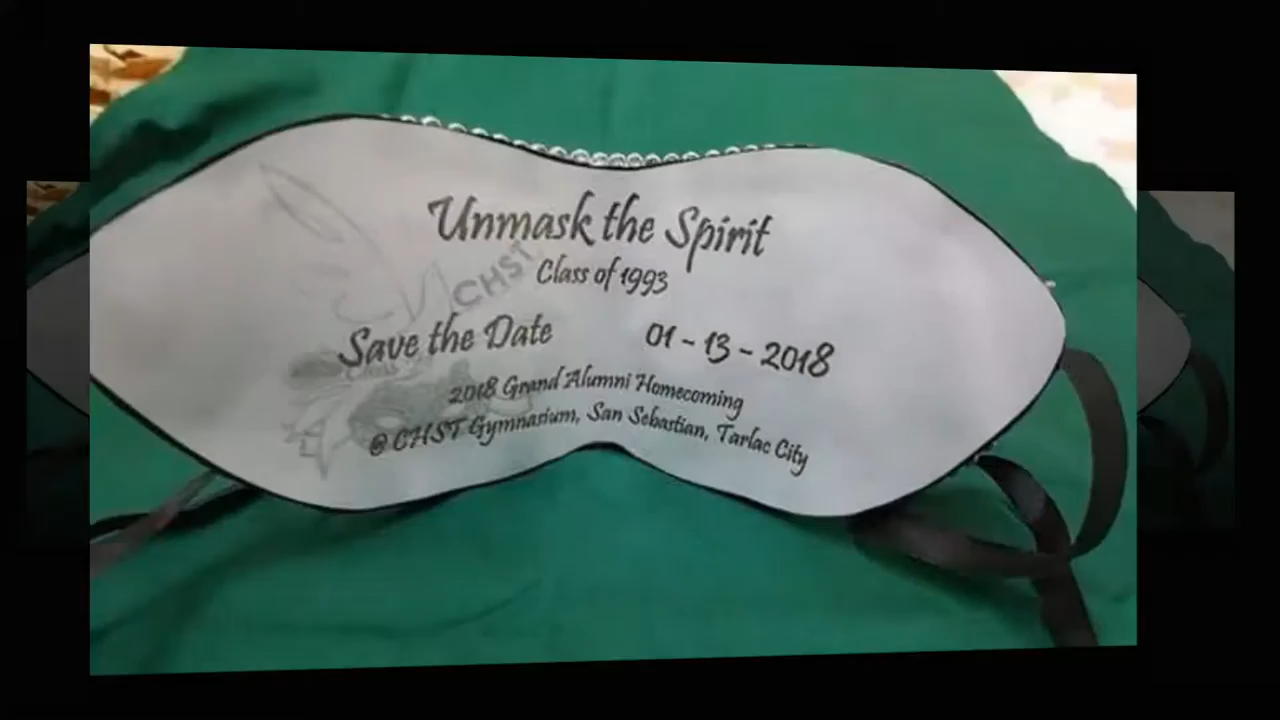 Unmask the Spirit
CHST
Class of 1993
Save the Date 01 - 13 - 2018
2018 Grand Alumni Homecoming
@ CHST Gymnasium, San Sebastian, Tarlac City